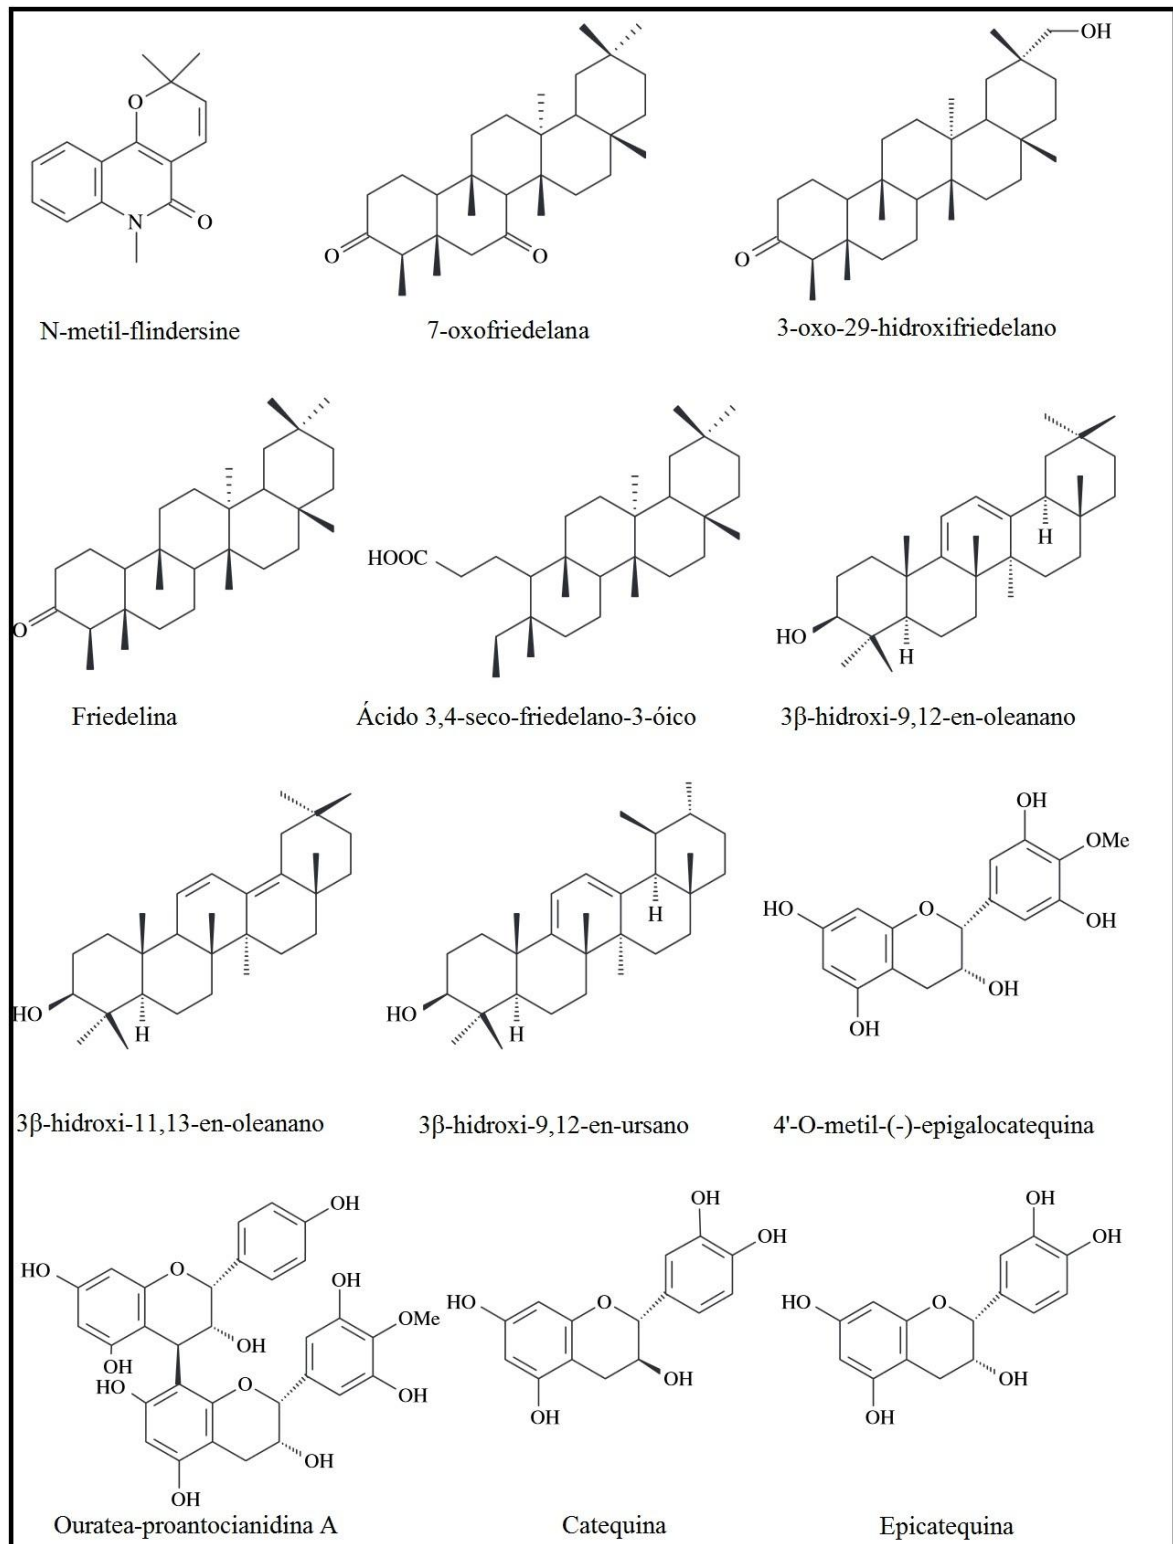 O
N
O
N-metil-flindersine
O
O
7-oxofriedelana
OH
O
3-oxo-29-hidroxifriedelano
O
Friedelina
HOOC
Ácido 3,4-seco-friedelano-3-óico
H
HO
H
3β-hidroxi-9,12-en-oleanano
HO
H
3β-hidroxi-11,13-en-oleanano
H
HO
H
3β-hidroxi-9,12-en-ursano
OH
OMe
HO
O
OH
OH
OH
4'-O-metil-(-)-epigalocatequina
OH
HO
O
OH
OH
OMe
OH
HO
O
OH
OH
OH
Ouratea-proantocianidina A
OH
OH
HO
O
OH
OH
Catequina
OH
OH
HO
O
OH
OH
Epicatequina